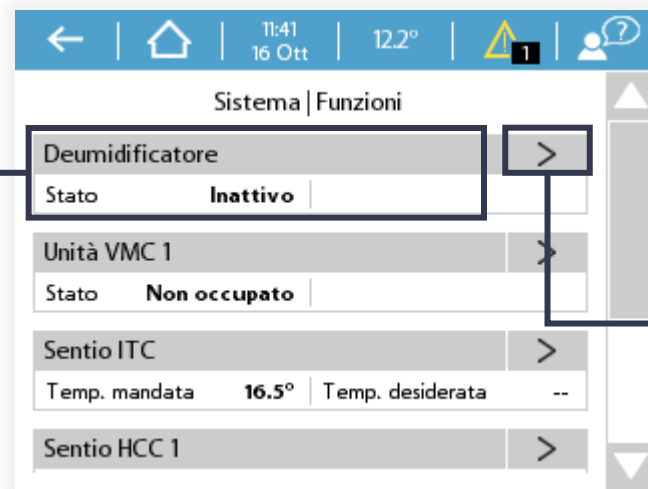 11:41
16 Ott
12.2°
1
?
Sistema | Funzioni
Deumidificatore
Stato Inattivo
Unità VMC 1
Stato Non occupato
Sentio ITC
Temp. mandata 16.5° Temp. desiderata --
Sentio HCC 1